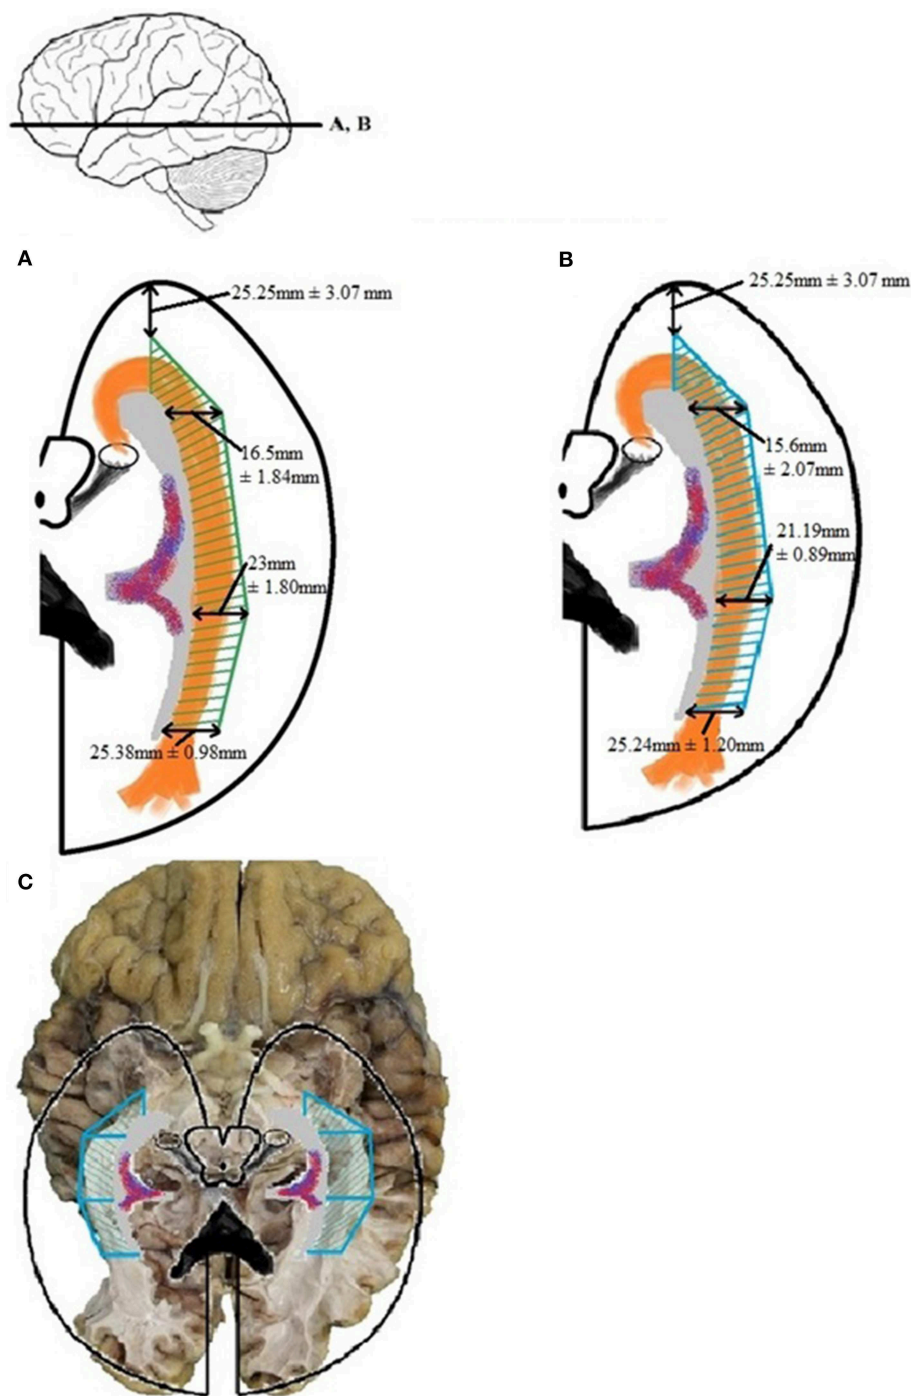 A, B
A
25.25mm ± 3.07 mm
16.5mm
± 1.84mm
23mm
± 1.80mm
25.38mm ± 0.98mm
B
25.25mm ± 3.07 mm
15.6mm
± 2.07mm
21.19mm
± 0.89mm
25.24mm ± 1.20mm
C